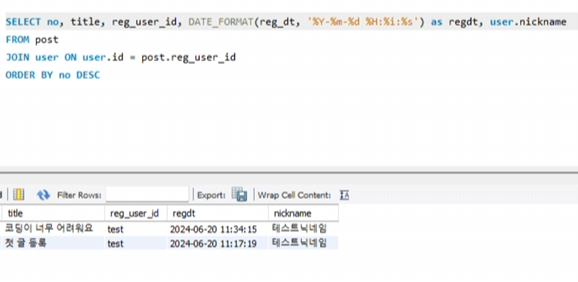 SELECT no, title, reg_user_id, DATE_FORMAT(reg_dt, '%Y-%m-%d %H:%i:%s') as regdt, user.nickname
FROM post
JOIN user ON user.id = post.reg_user_id
ORDER BY no DESC
Filter Rows: Export: Wrap Cell Content:
title reg_user_id regdt nickname
코딩이 너무 어려워요 test 2024-06-20 11:34:15 테스트닉네임
첫 글 등록 test 2024-06-20 11:17:19 테스트닉네임